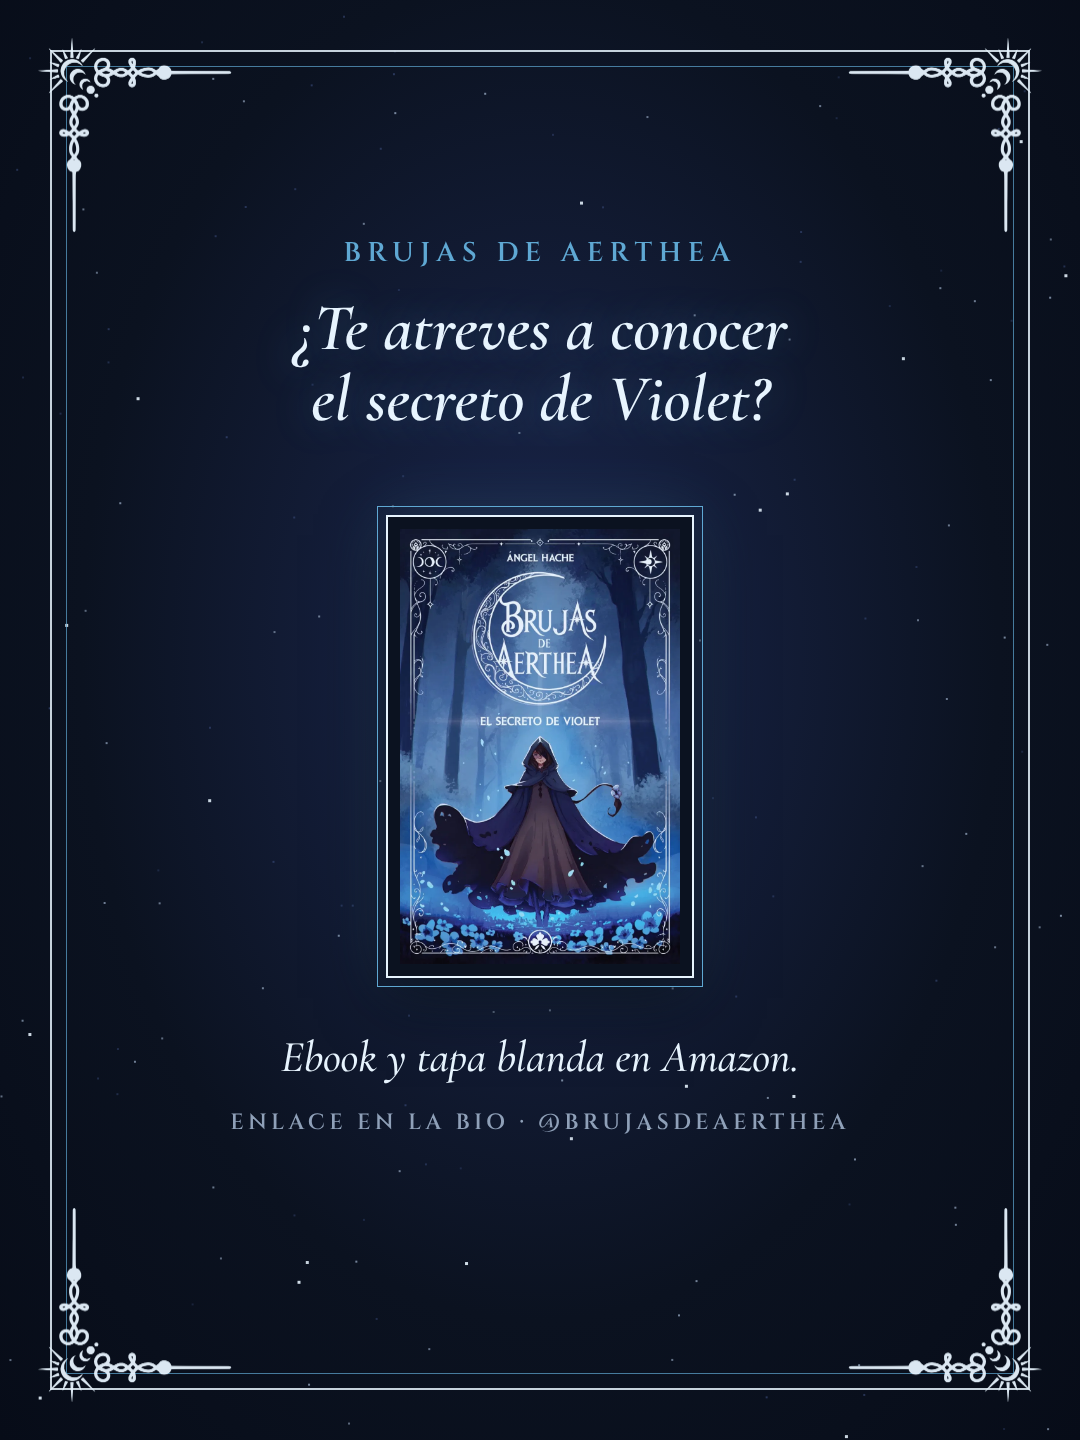 BRUJAS DE AERTHEA
¿Te atreves a conocer
el secreto de Violet?
ÁNGEL HACHE
BRUJAS
DE
AERTHEA
EL SECRETO DE VIOLET
Ebook y tapa blanda en Amazon.
ENLACE EN LA BIO · @BRUJASDEAERTHEA